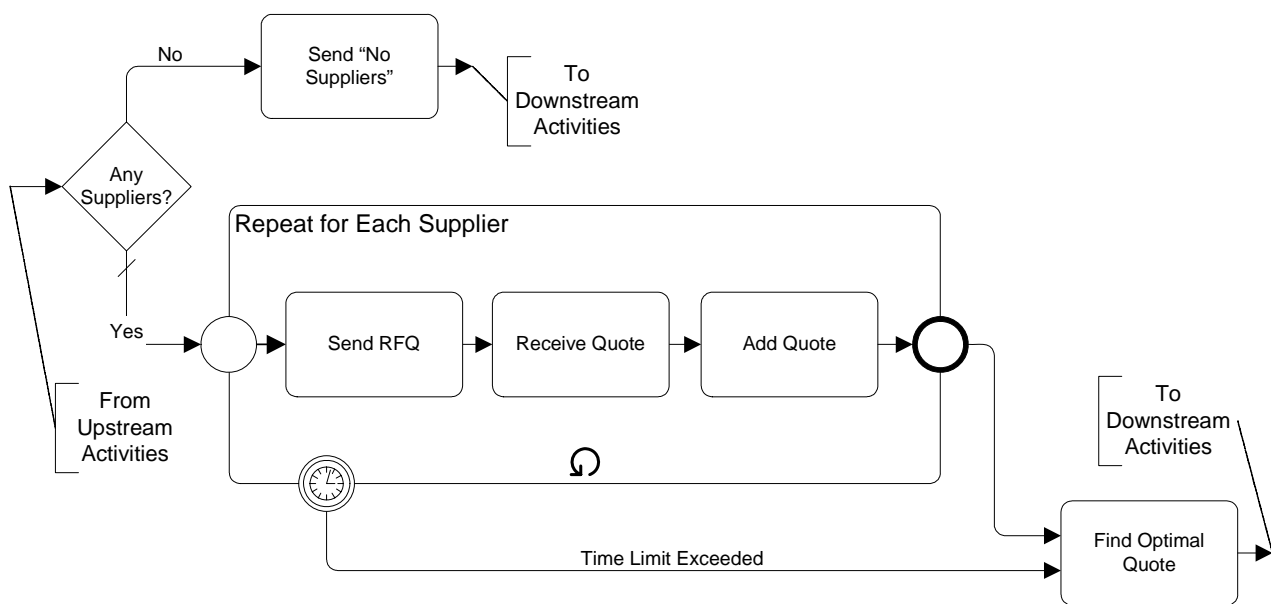 No
Send “No
Suppliers”
To
Downstream
Activities
Any
Suppliers?
Repeat for Each Supplier
Yes
Send RFQ
Receive Quote
Add Quote
From
Upstream
Activities
To
Downstream
Activities
Time Limit Exceeded
Find Optimal
Quote